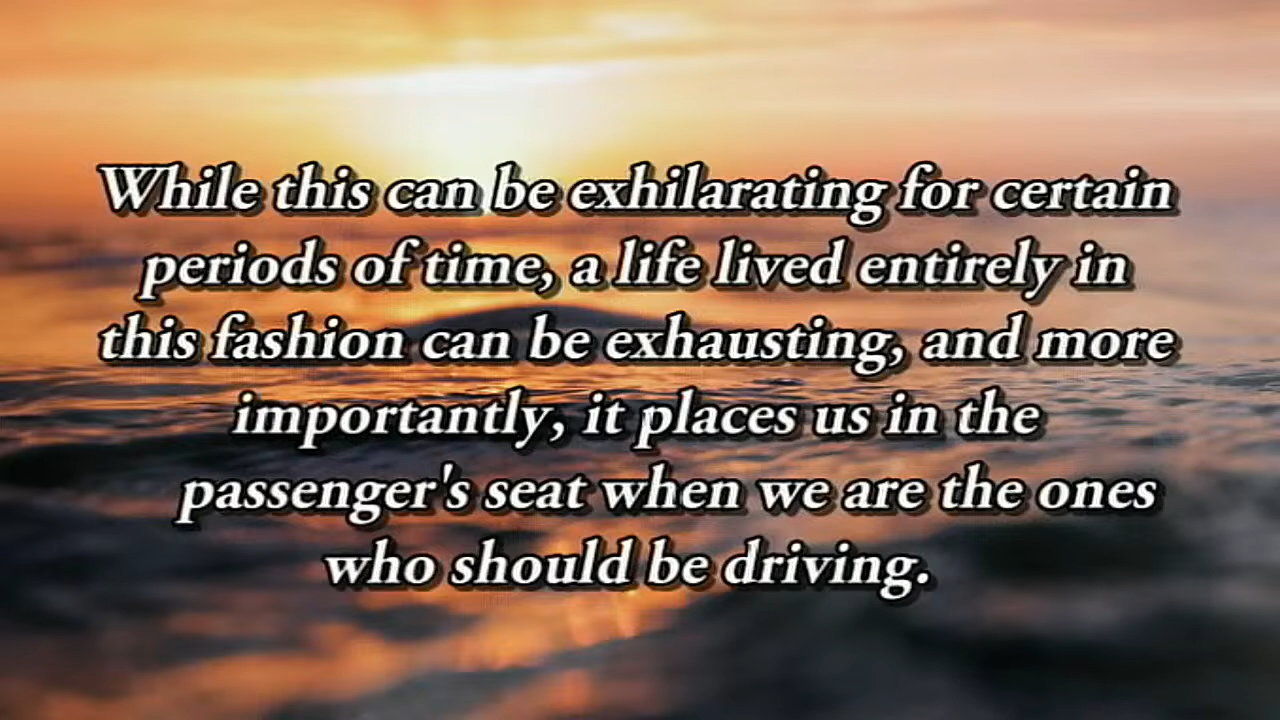 While this can be exhilarating for certain
periods of time, a life lived entirely in
this fashion can be exhausting, and more
importantly, it places us in the
passenger's seat when we are the ones
who should be driving.